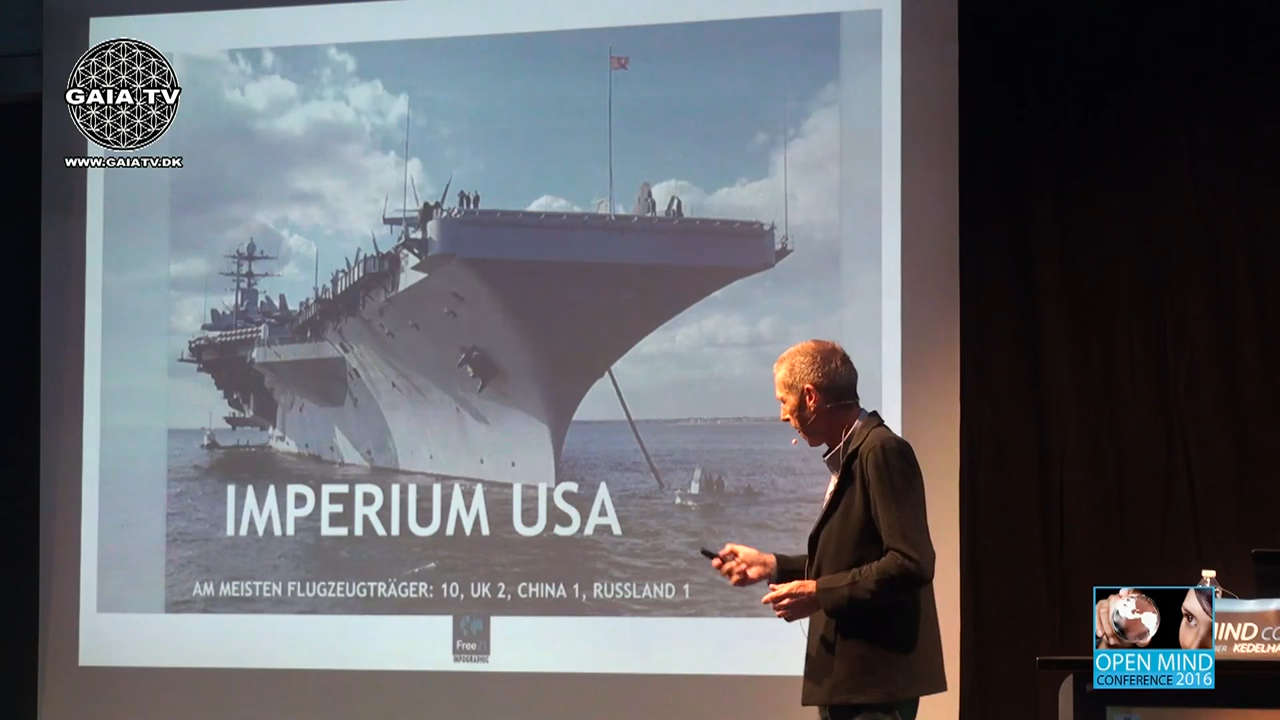 GAIA TV
WWW.GAIATV.DK
IMPERIUM USA
AM MEISTEN FLUGZEUGTRÄGER: 10, UK 2, CHINA 1, RUSSLAND 1
Free21
INFOGRAPHIC
IND CO
KEDELHA
OPEN MIND
CONFERENCE 2016